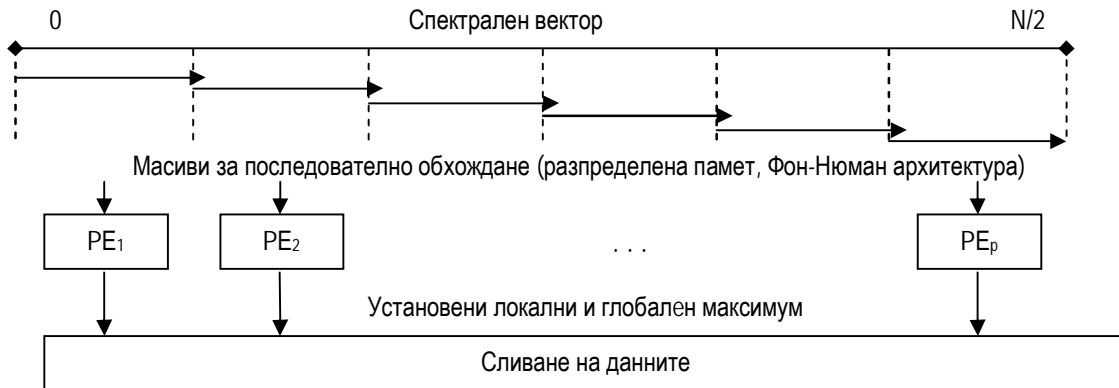 0 Спектрален вектор N/2
Масиви за последователно обхождане (разпределена памет, Фон-Нюман архитектура)
PE₁ PE₂ . . . PEₚ
Установени локални и глобален максимум
Сливане на данните